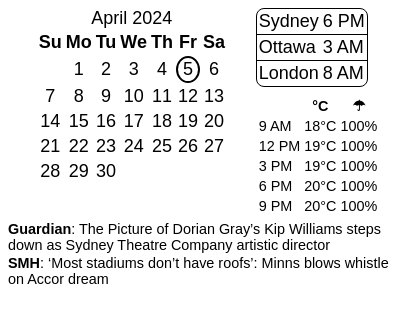 April 2024
Su Mo Tu We Th Fr Sa
1 2 3 4 5 6
7 8 9 10 11 12 13
14 15 16 17 18 19 20
21 22 23 24 25 26 27
28 29 30
Sydney 6 PM
Ottawa 3 AM
London 8 AM
°C ☂
9 AM 18°C 100%
12 PM 19°C 100%
3 PM 19°C 100%
6 PM 20°C 100%
9 PM 20°C 100%
Guardian: The Picture of Dorian Gray’s Kip Williams steps
down as Sydney Theatre Company artistic director
SMH: ‘Most stadiums don’t have roofs’: Minns blows whistle
on Accor dream